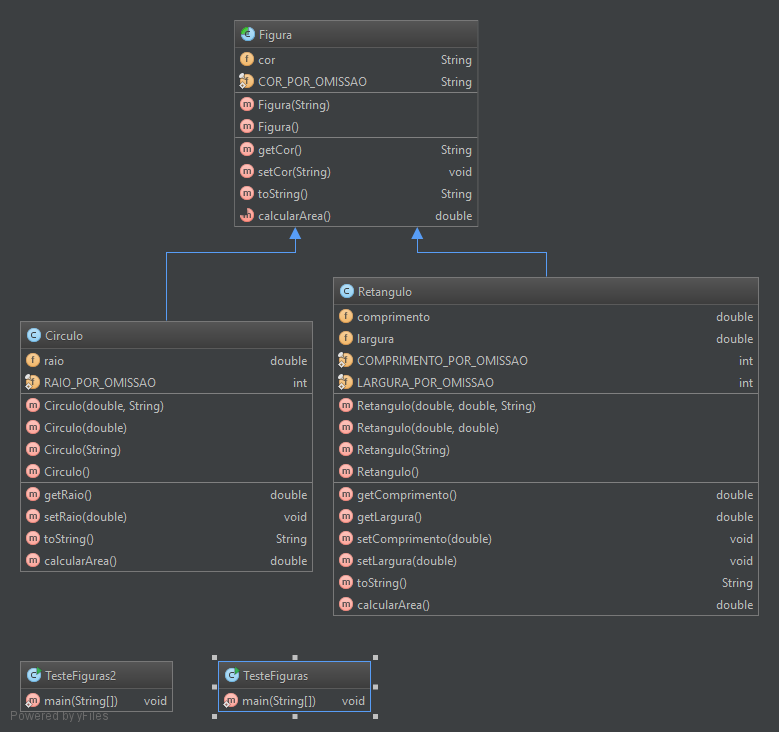 Figura
cor String
COR_POR_OMISSAO String
Figura(String)
Figura()
getCor() String
setCor(String) void
toString() String
calcularArea() double
Circulo
raio double
RAIO_POR_OMISSAO int
Circulo(double, String)
Circulo(double)
Circulo(String)
Circulo()
getRaio() double
setRaio(double) void
toString() String
calcularArea() double
Retangulo
comprimento double
largura double
COMPRIMENTO_POR_OMISSAO int
LARGURA_POR_OMISSAO int
Retangulo(double, double, String)
Retangulo(double, double)
Retangulo(String)
Retangulo()
getComprimento() double
getLargura() double
setComprimento(double) void
setLargura(double) void
toString() String
calcularArea() double
TesteFiguras2
main(String[]) void
TesteFiguras
main(String[]) void
Powered by yFiles